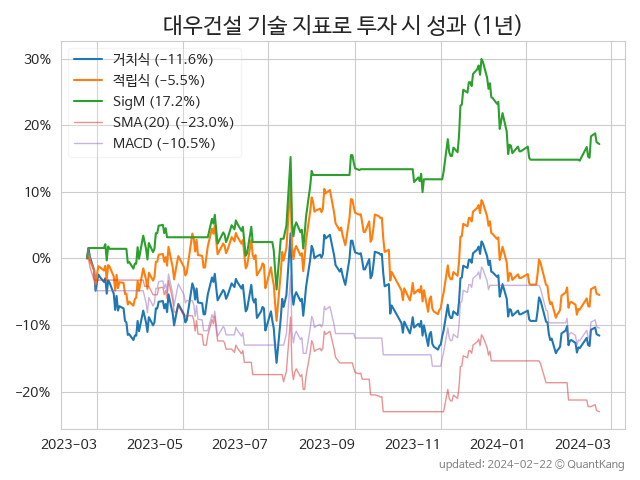 대우건설 기술 지표로 투자 시 성과 (1년)
30%
20%
10%
0%
−10%
−20%
거치식 (−11.6%)
적립식 (−5.5%)
SigM (17.2%)
SMA(20) (−23.0%)
MACD (−10.5%)
2023-03 2023-05 2023-07 2023-09 2023-11 2024-01 2024-03
updated: 2024-02-22 © QuantKang